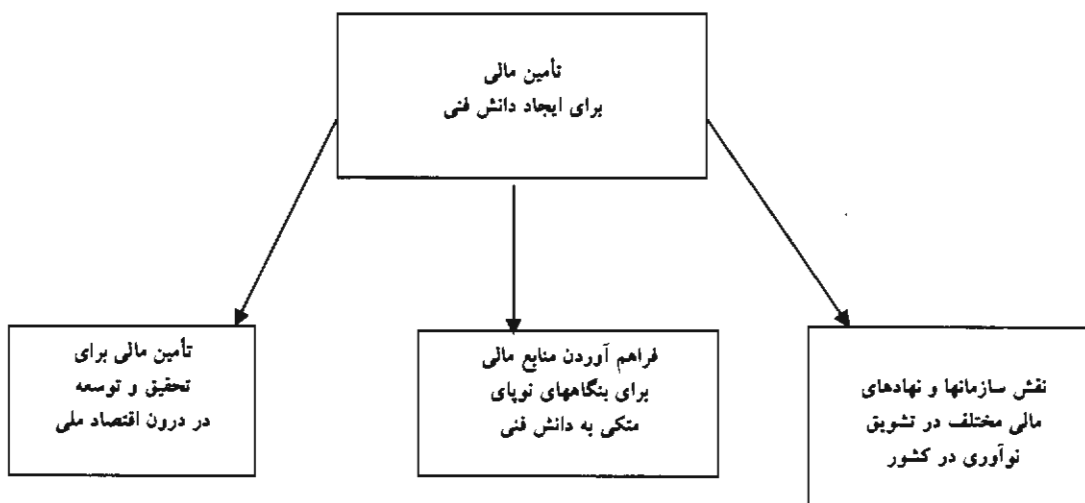 تأمین مالی
برای ایجاد دانش فنی
نقش سازمانها و نهادهای
مالی مختلف در تشویق
نوآوری در کشور
فراهم آوردن منابع مالی
برای بنگاههای نوپای
متکی به دانش فنی
تأمین مالی برای
تحقیق و توسعه
در درون اقتصاد ملی